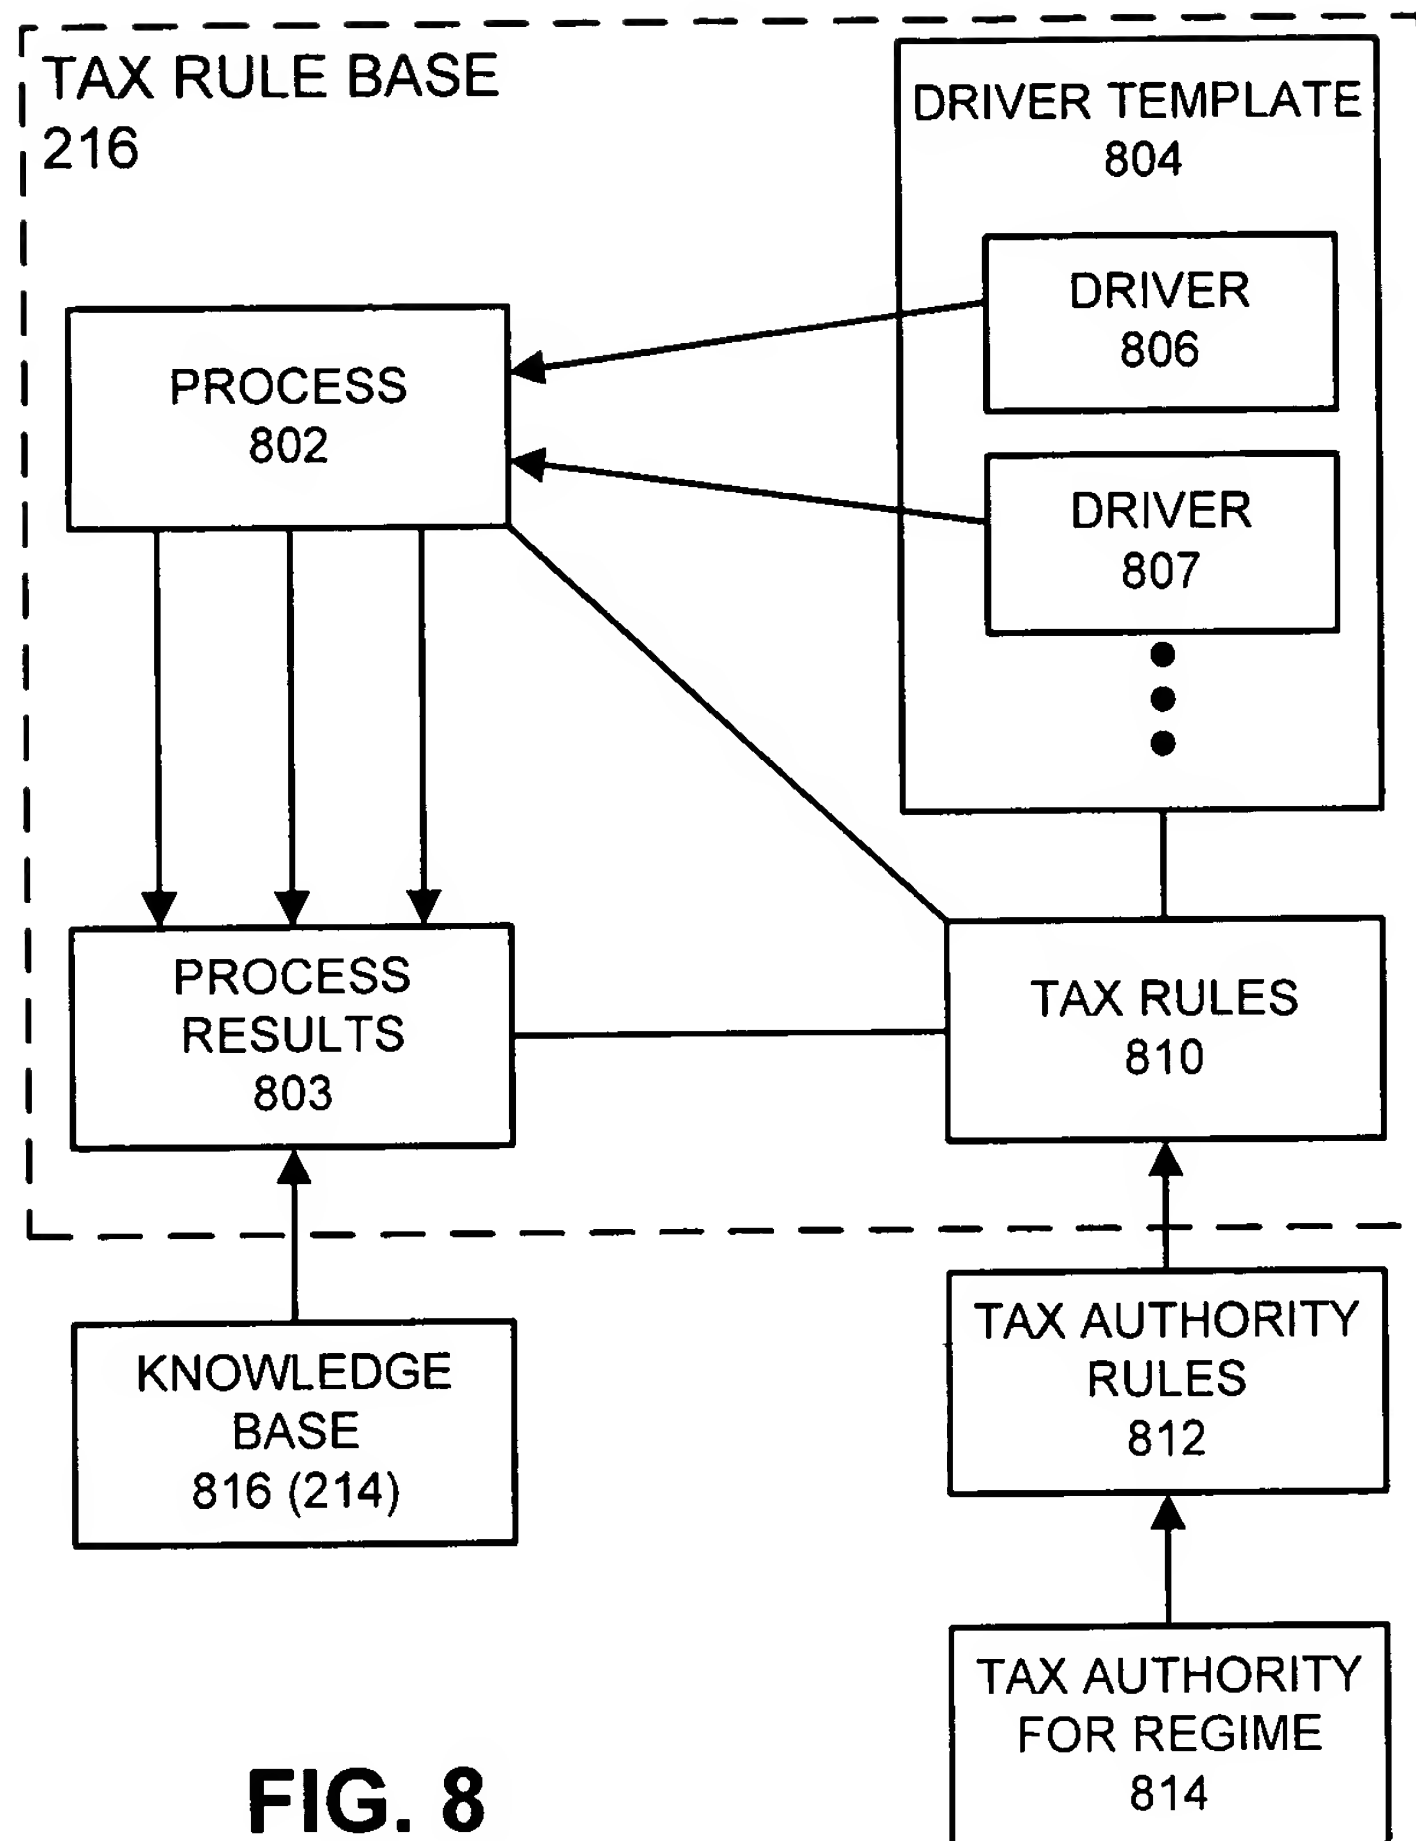 TAX RULE BASE
216
DRIVER TEMPLATE
804
DRIVER
806
PROCESS
802
DRIVER
807
PROCESS
RESULTS
803
TAX RULES
810
KNOWLEDGE
BASE
816 (214)
TAX AUTHORITY
RULES
812
TAX AUTHORITY
FOR REGIME
814
FIG. 8